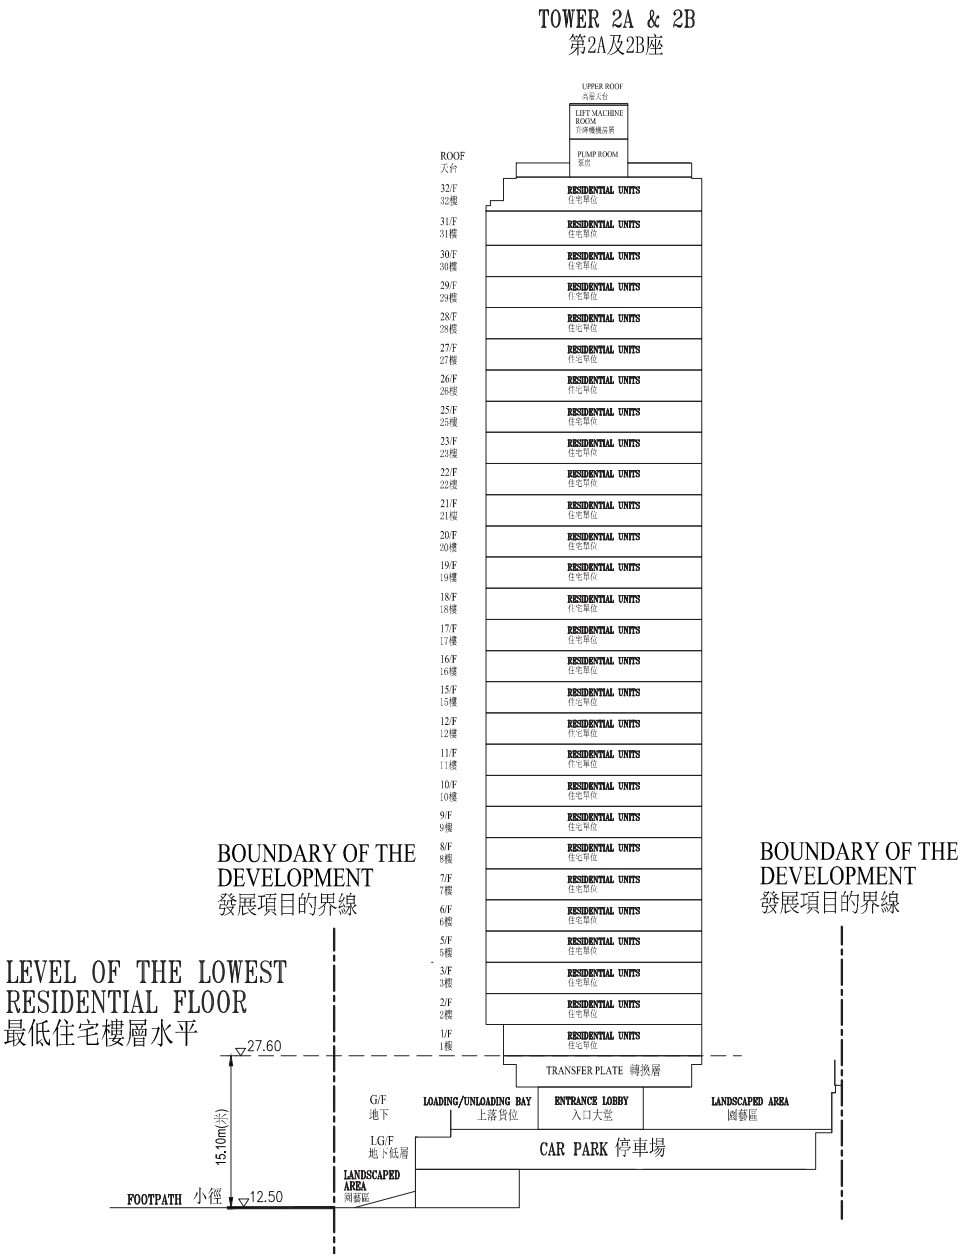 TOWER 2A & 2B
第2A及2B座
UPPER ROOF
高層天台
LIFT MACHINE
ROOM
升降機機房層
PUMP ROOM
泵房
ROOF
天台
32/F
32樓
RESIDENTIAL UNITS
住宅單位
31/F
31樓
RESIDENTIAL UNITS
住宅單位
30/F
30樓
RESIDENTIAL UNITS
住宅單位
29/F
29樓
RESIDENTIAL UNITS
住宅單位
28/F
28樓
RESIDENTIAL UNITS
住宅單位
27/F
27樓
RESIDENTIAL UNITS
住宅單位
26/F
26樓
RESIDENTIAL UNITS
住宅單位
25/F
25樓
RESIDENTIAL UNITS
住宅單位
23/F
23樓
RESIDENTIAL UNITS
住宅單位
22/F
22樓
RESIDENTIAL UNITS
住宅單位
21/F
21樓
RESIDENTIAL UNITS
住宅單位
20/F
20樓
RESIDENTIAL UNITS
住宅單位
19/F
19樓
RESIDENTIAL UNITS
住宅單位
18/F
18樓
RESIDENTIAL UNITS
住宅單位
17/F
17樓
RESIDENTIAL UNITS
住宅單位
16/F
16樓
RESIDENTIAL UNITS
住宅單位
15/F
15樓
RESIDENTIAL UNITS
住宅單位
12/F
12樓
RESIDENTIAL UNITS
住宅單位
11/F
11樓
RESIDENTIAL UNITS
住宅單位
10/F
10樓
RESIDENTIAL UNITS
住宅單位
9/F
9樓
RESIDENTIAL UNITS
住宅單位
8/F
8樓
RESIDENTIAL UNITS
住宅單位
7/F
7樓
RESIDENTIAL UNITS
住宅單位
6/F
6樓
RESIDENTIAL UNITS
住宅單位
5/F
5樓
RESIDENTIAL UNITS
住宅單位
3/F
3樓
RESIDENTIAL UNITS
住宅單位
2/F
2樓
RESIDENTIAL UNITS
住宅單位
1/F
1樓
RESIDENTIAL UNITS
住宅單位
BOUNDARY OF THE
DEVELOPMENT
發展項目的界線
BOUNDARY OF THE
DEVELOPMENT
發展項目的界線
LEVEL OF THE LOWEST
RESIDENTIAL FLOOR
最低住宅樓層水平
27.60
TRANSFER PLATE 轉換層
G/F
地下
LOADING/UNLOADING BAY
上落貨位
ENTRANCE LOBBY
入口大堂
LANDSCAPED AREA
園藝區
15.10m(米)
LG/F
地下低層
CAR PARK 停車場
LANDSCAPED
AREA
園藝區
FOOTPATH 小徑
12.50